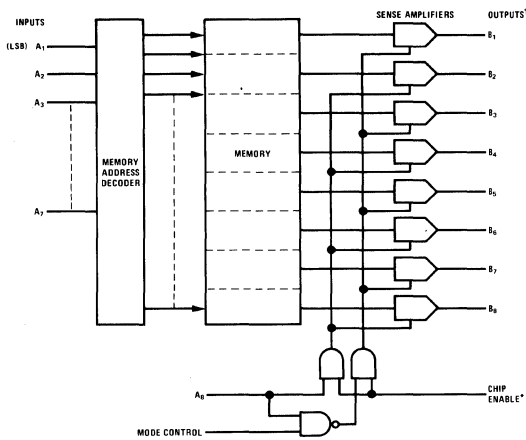 INPUTS
SENSE AMPLIFIERS
OUTPUTS*
(LSB) A₁
A₂
A₃
A₇
MEMORY
ADDRESS
DECODER
MEMORY
B₁
B₂
B₃
B₄
B₅
B₆
B₇
B₈
A₈
CHIP
ENABLE*
MODE CONTROL